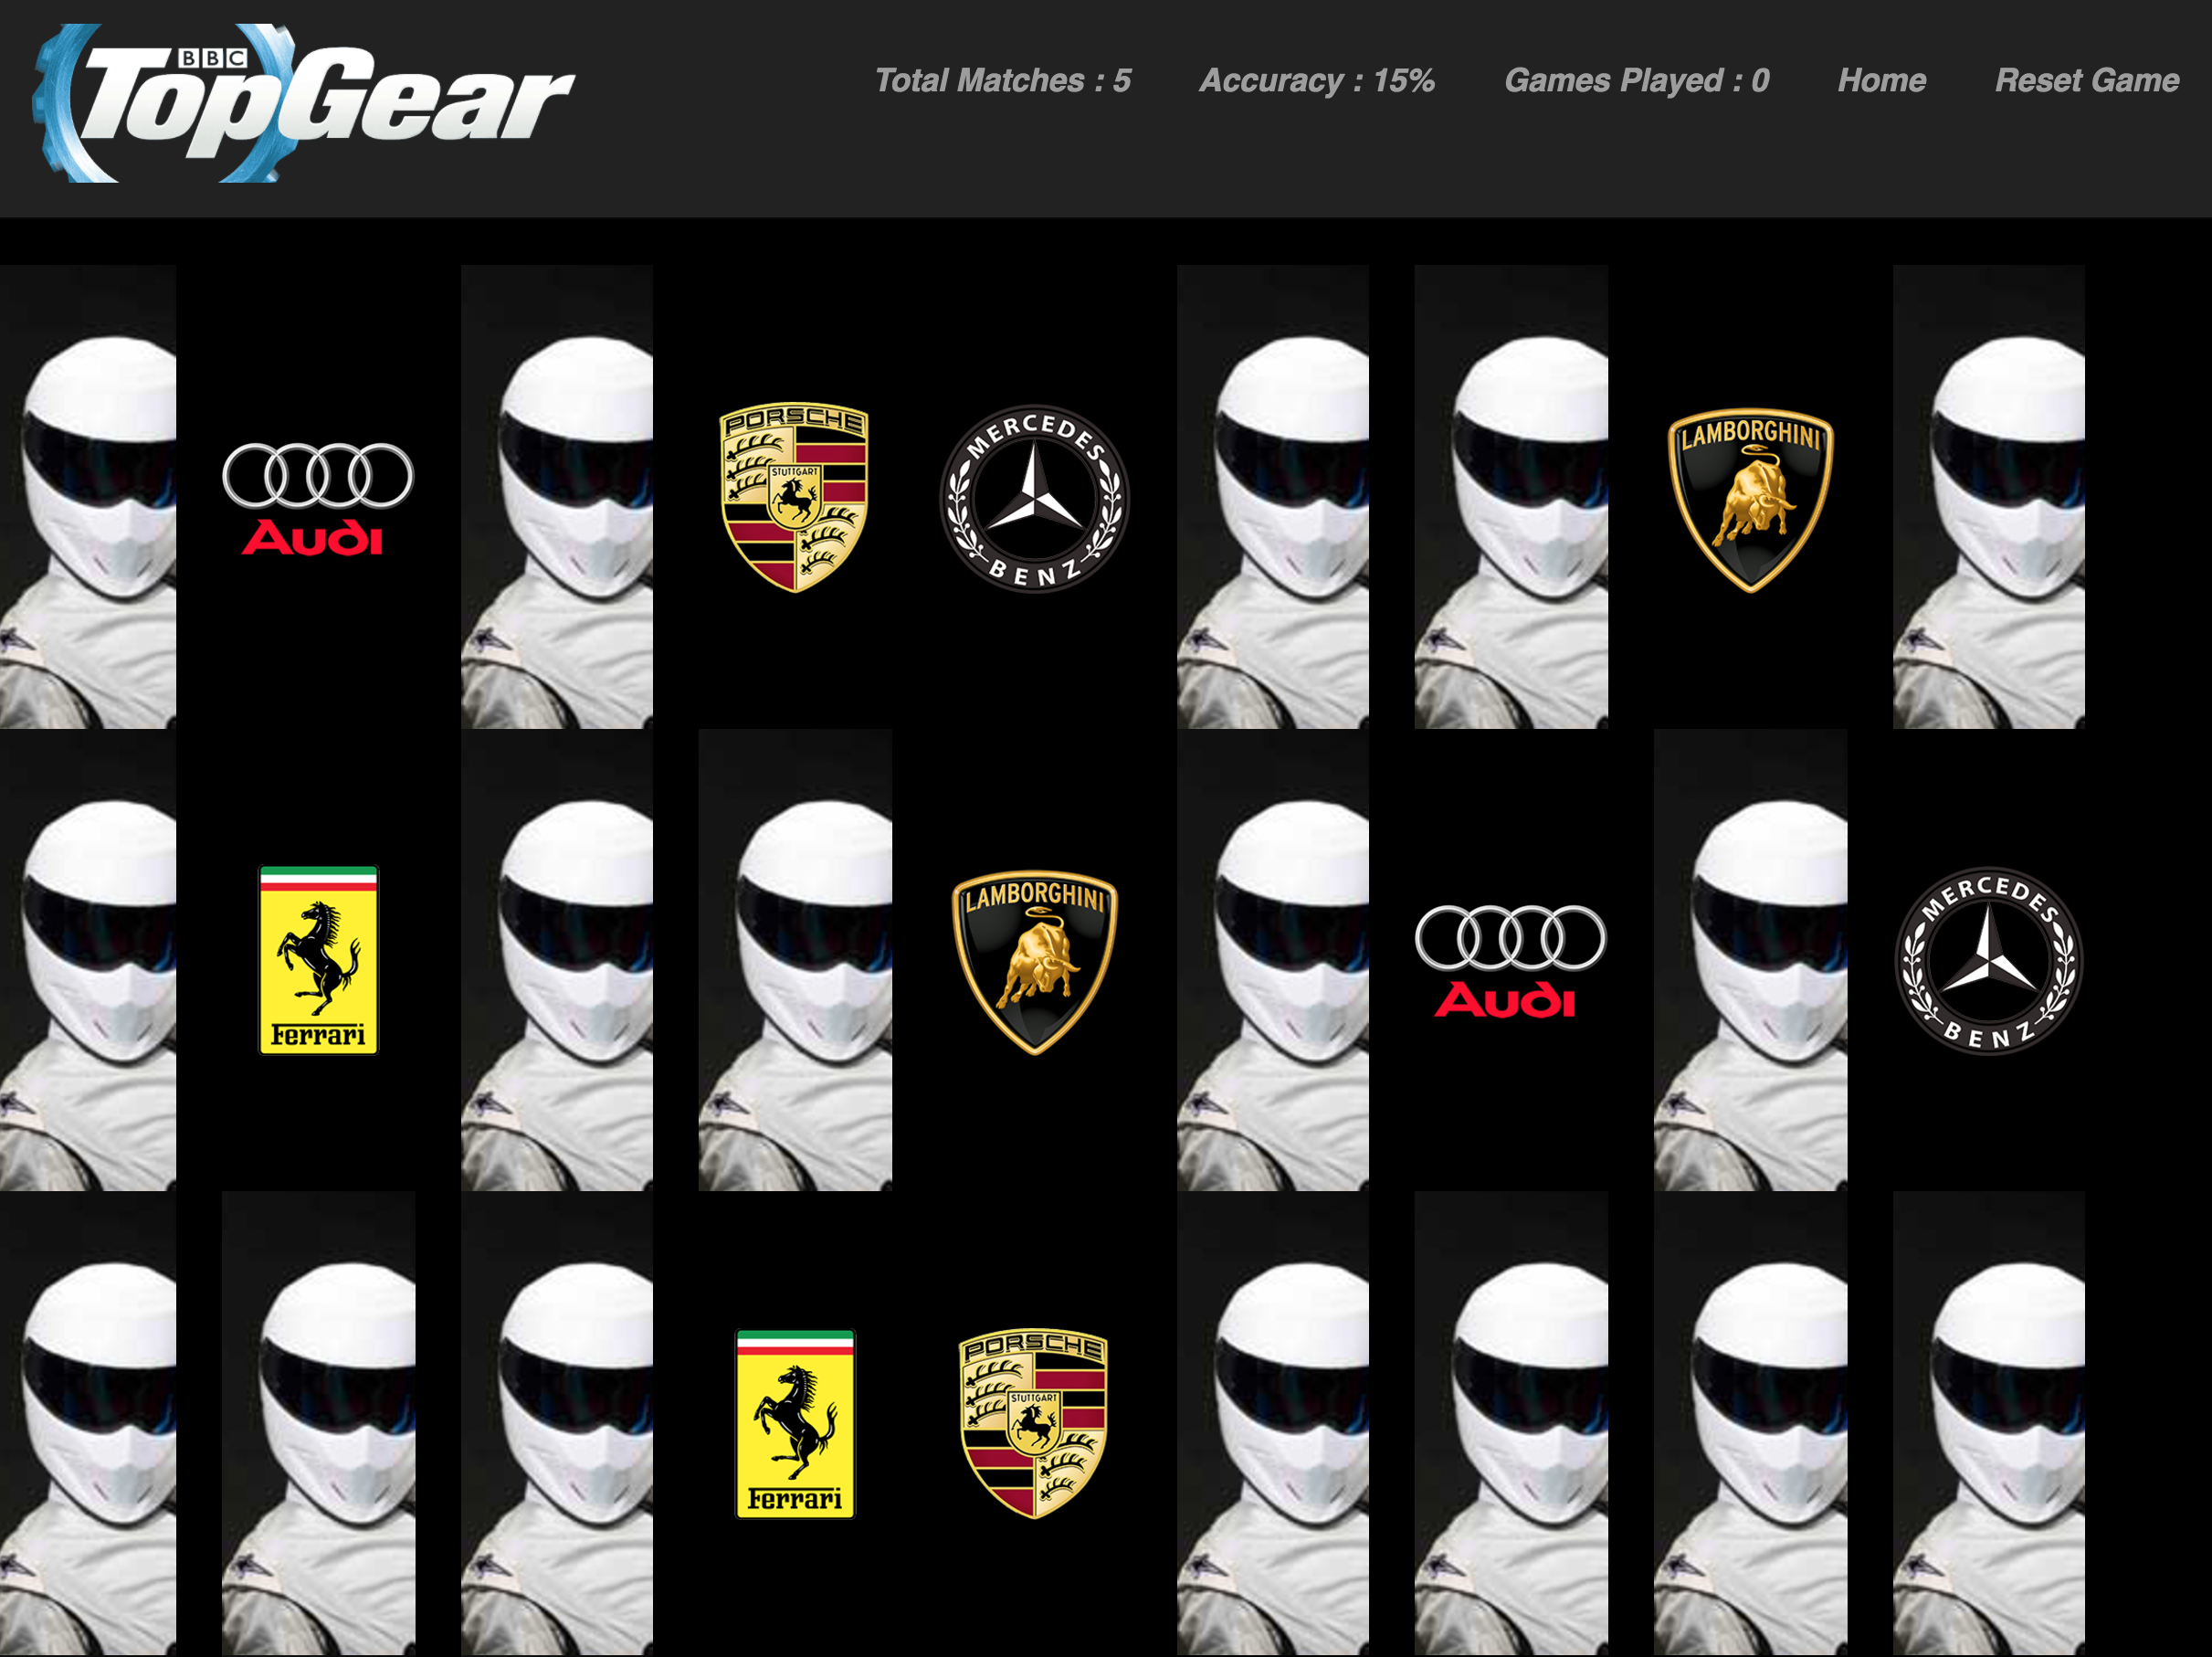 BBC
TopGear
Total Matches : 5
Accuracy : 15%
Games Played : 0
Home
Reset Game
Audi
PORSCHE
STUTTGART
MERCEDES
BENZ
LAMBORGHINI
Ferrari
LAMBORGHINI
Audi
MERCEDES
BENZ
Ferrari
PORSCHE
STUTTGART